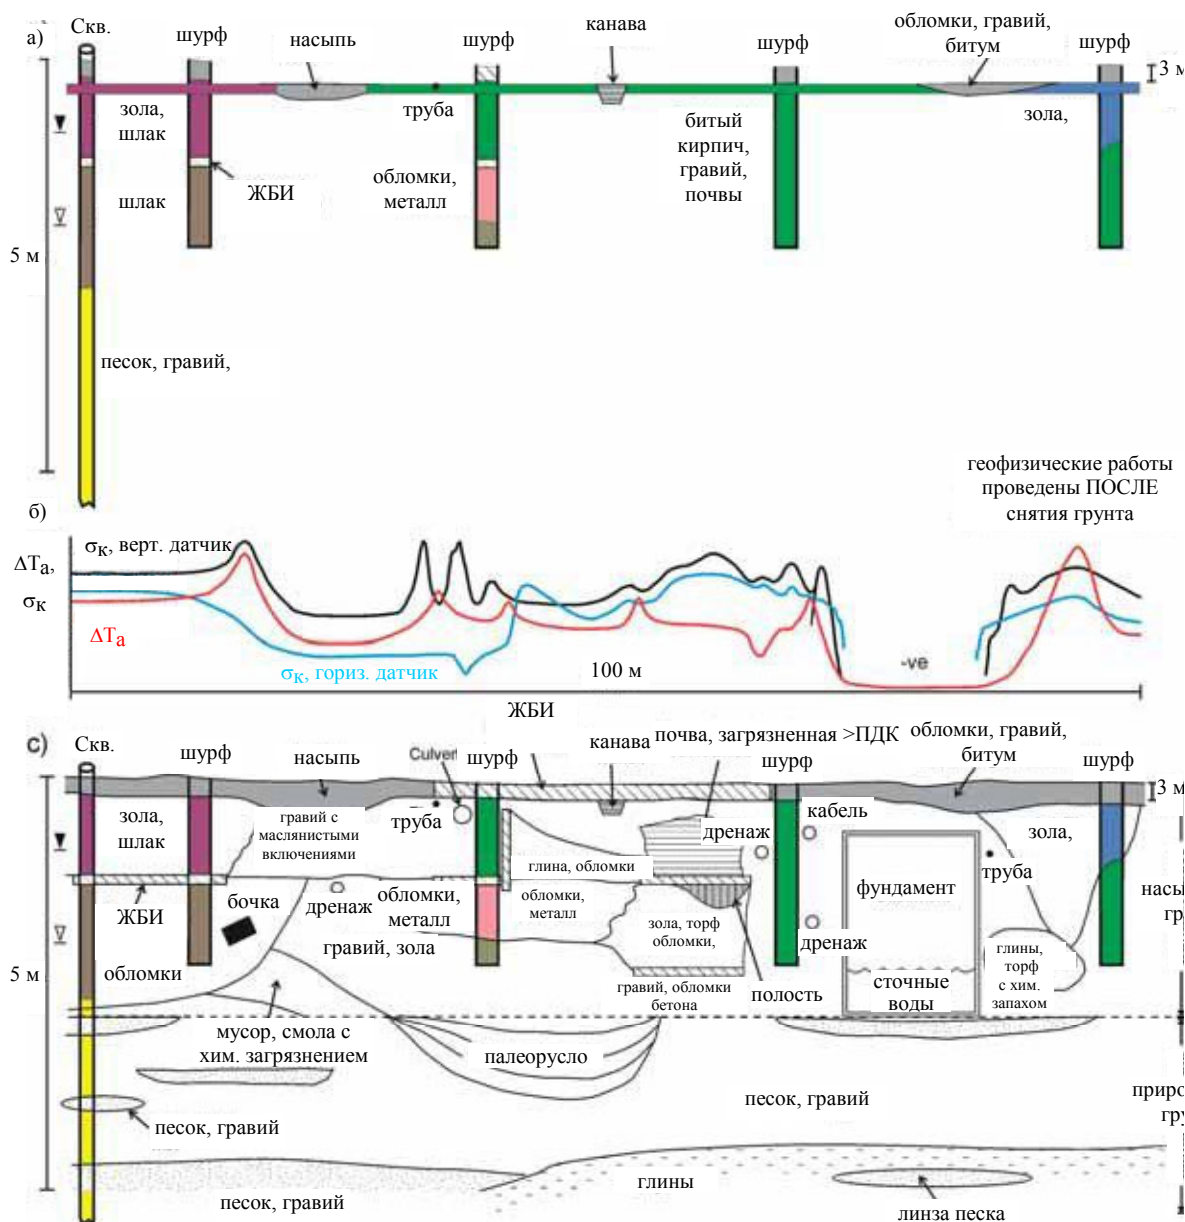 а)
Скв.
шурф
насыпь
шурф
канава
шурф
обломки, гравий,
битум
шурф
3 м
зола,
шлак
труба
битый
кирпич,
гравий,
почвы
зола,
ЖБИ
шлак
обломки,
металл
5 м
песок, гравий,
геофизические работы
проведены ПОСЛЕ
снятия грунта
б)
σк, верт. датчик
ΔTа,
σк
ΔTа
σк, гориз. датчик
100 м
-ve
ЖБИ
с)
Скв.
шурф
насыпь
Culvert
шурф
канава
почва, загрязненная >ПДК
шурф
обломки, гравий,
битум
шурф
3 м
зола,
шлак
гравий с
маслянистыми
включениями
труба
дренаж
кабель
зола,
глина, обломки
труба
фундамент
ЖБИ
бочка
дренаж
обломки,
металл
обломки,
металл
гравий, зола
зола, торф
обломки,
дренаж
глины,
торф
с хим.
запахом
насы
гр
5 м
обломки
гравий, обломки
бетона
полость
сточные
воды
мусор, смола с
хим. загрязнением
палеорусло
песок, гравий
песок, гравий
приро
гру
песок, гравий
глины
линза песка